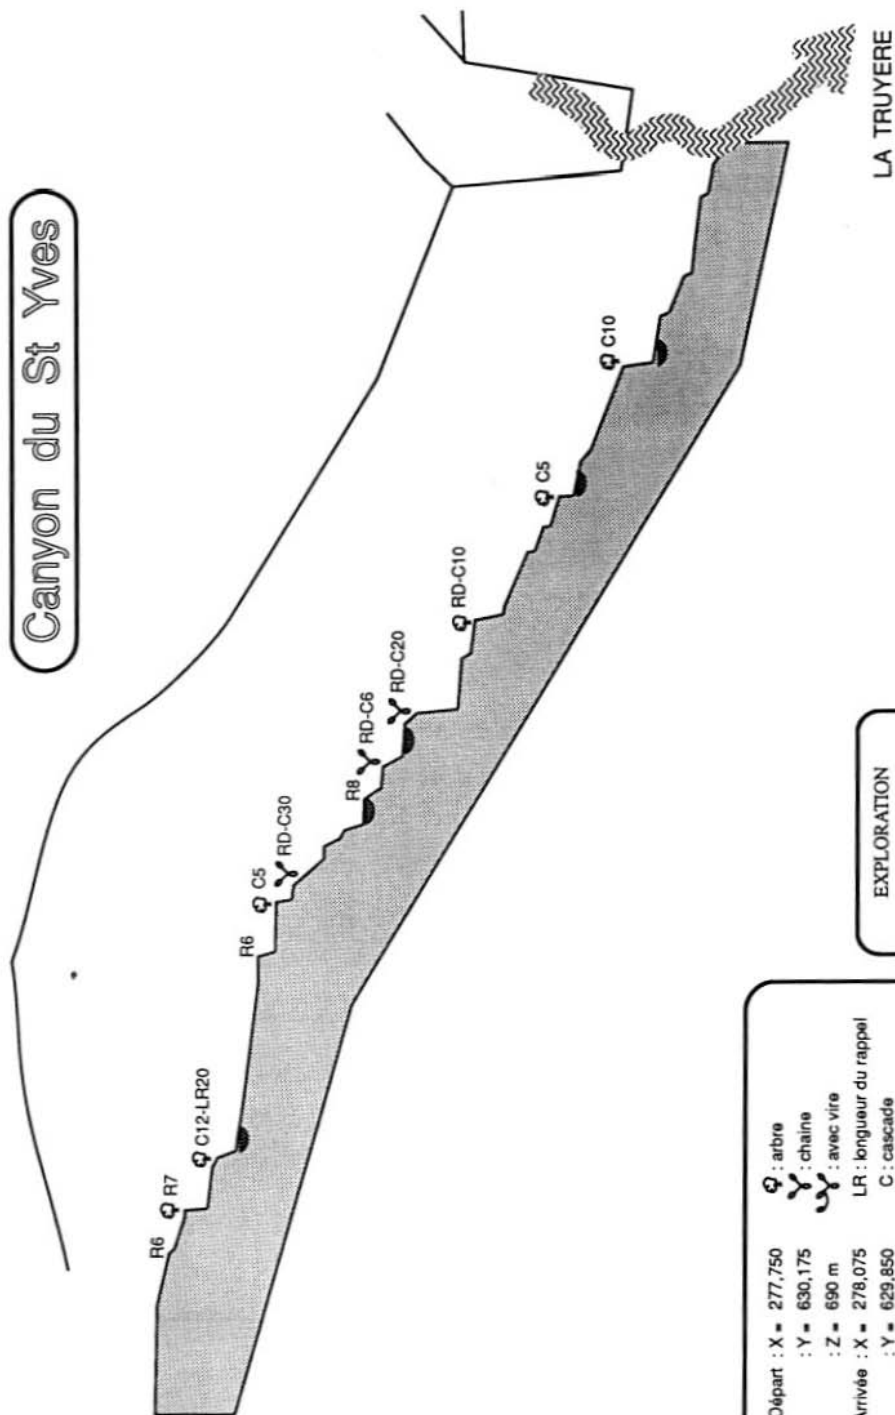 Canyon du St Yves
R6
R7
C12-LR20
R6
C5
RD-C30
R8
RD-C6
RD-C20
RD-C10
C5
C10
LA TRUYERE
Départ : X = 277,750
: Y = 630,175
: Z = 690 m
Arrivée : X = 278,075
: Y = 629,850
: arbre
: chaine
: avec vire
LR : longueur du rappel
C : cascade
EXPLORATION